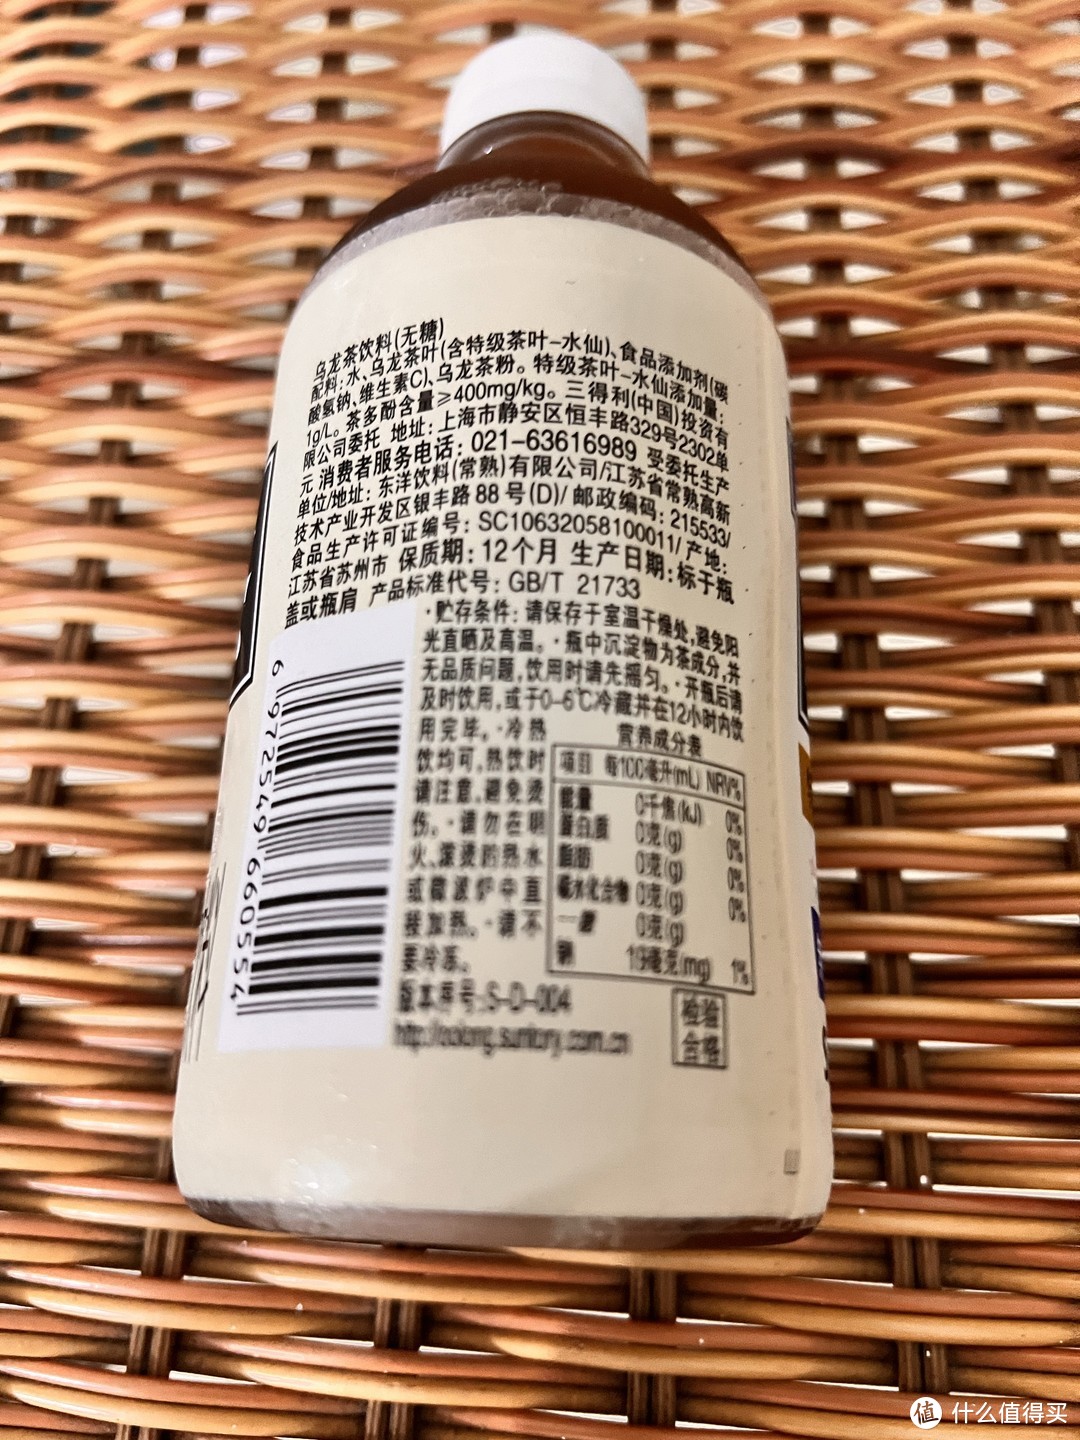 乌龙茶饮料(无糖)
配料:水、乌龙茶叶(含特级茶叶-水仙)、食品添加剂(碳
酸氢钠、维生素C)、乌龙茶粉。特级茶叶-水仙添加量:
1g/L。茶多酚含量≥400mg/kg。三得利(中国)投资有
限公司委托 地址:上海市静安区恒丰路329号2302单
元 消费者服务电话:021-63616989 受委托生产
单位/地址:东洋饮料(常熟)有限公司/江苏省常熟高新
技术产业开发区银丰路88号(D)/邮政编码:215533/
食品生产许可证编号:SC10632058100011/产地:
江苏省苏州市 保质期:12个月 生产日期:标于瓶
盖或瓶肩 产品标准代号:GB/T 21733
·贮存条件:请保存于室温干燥处,避免阳
光直晒及高温。·瓶中沉淀物为茶成分,并
无品质问题,饮用时请先摇匀。·开瓶后请
及时饮用,或于0-6℃冷藏并在12小时内饮
用完毕。·冷热
饮均可,热饮时
请注意,避免烫
伤。·请勿在明
火、滚烫的热水
或微波炉中直
接加热。·请不
要冷冻。
版本序号:S-D-004
http://oolong.suntory.com.cn
营养成分表
项目 每100毫升(mL) NRV%
能量 0千焦(kJ) 0%
蛋白质 0克(g) 0%
脂肪 0克(g) 0%
碳水化合物 0克(g) 0%
一糖 0克(g)
钠 19毫克(mg) 1%
检验
合格
6 972549 660554
值 什么值得买